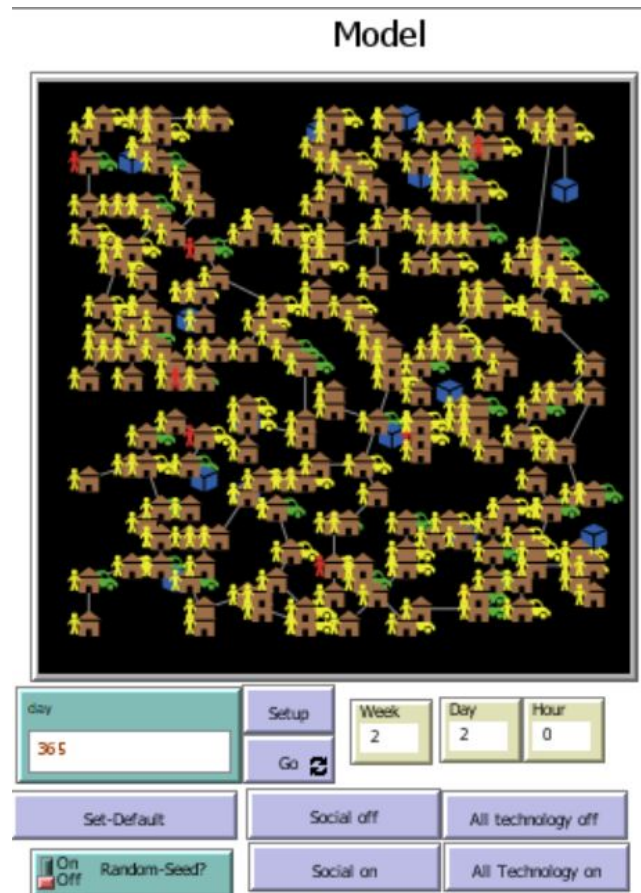 Model
day
365
Setup
Go
Week
2
Day
2
Hour
0
Set-Default
Social off
All technology off
On
Off
Random-Seed?
Social on
All Technology on